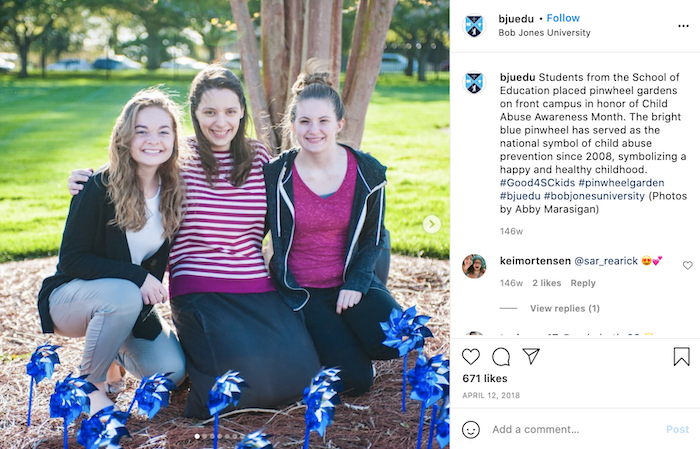 bjuedu • Follow
Bob Jones University
bjuedu Students from the School of
Education placed pinwheel gardens
on front campus in honor of Child
Abuse Awareness Month. The bright
blue pinwheel has served as the
national symbol of child abuse
prevention since 2008, symbolizing a
happy and healthy childhood.
#Good4SCkids #pinwheelgarden
#bjuedu #bobjonesuniversity (Photos
by Abby Marasigan)
146w
keimortensen @sar_rearick 😍💕
146w 2 likes Reply
View replies (1)
671 likes
APRIL 12, 2018
Add a comment...
Post